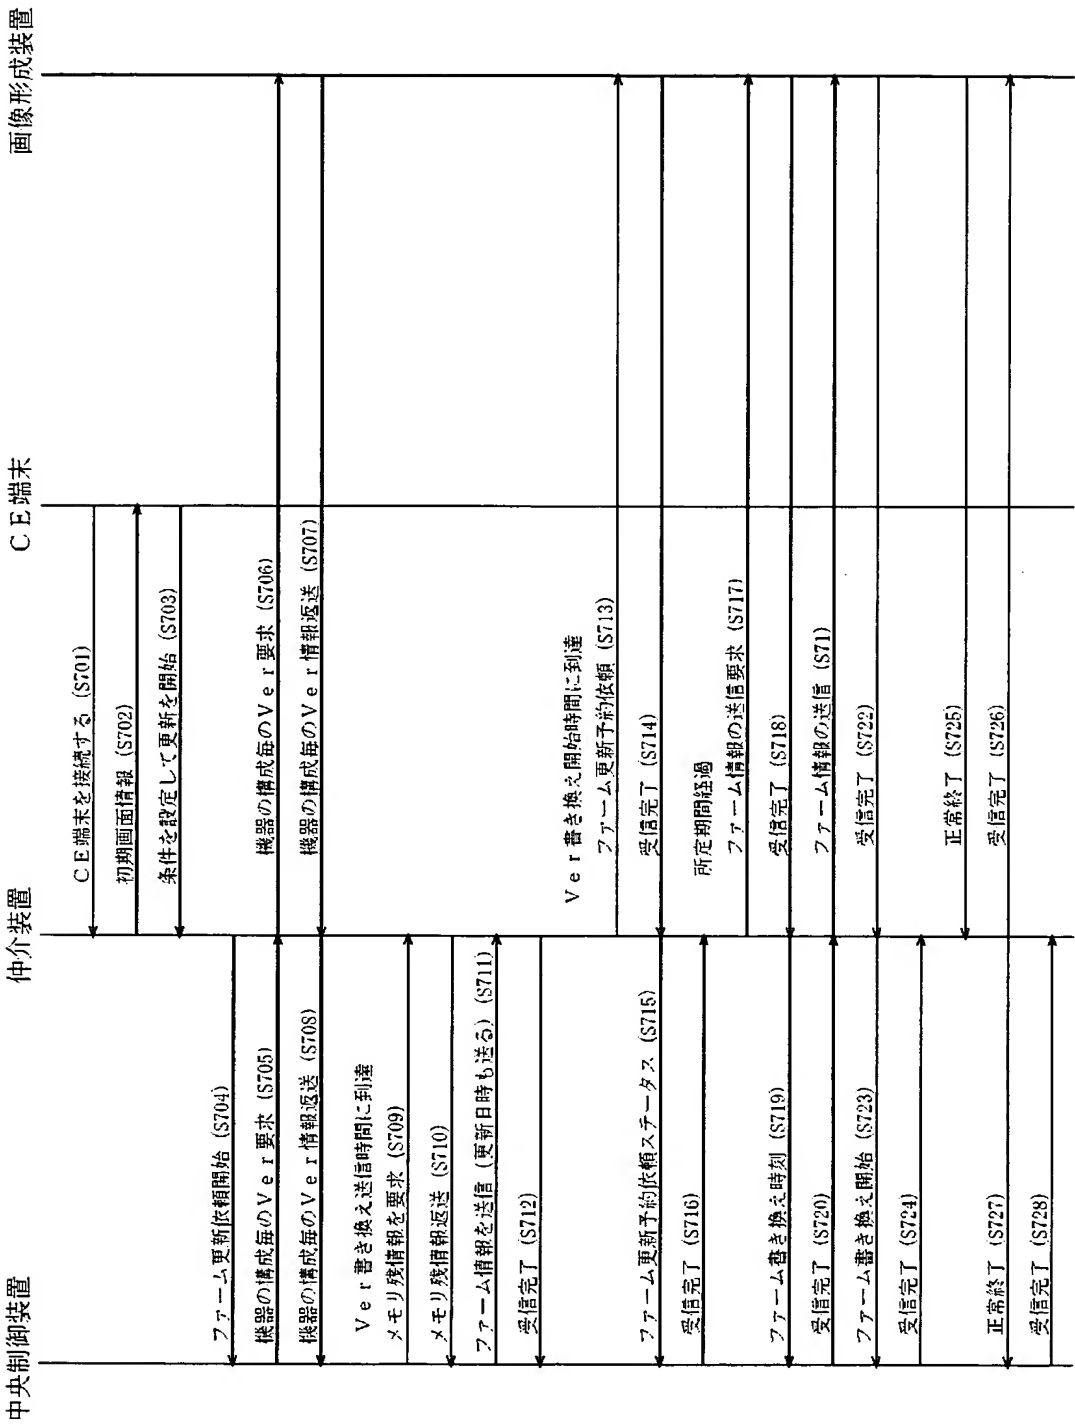 中央制御装置
仲介装置
CE端末
画像形成装置
CE端末を接続する (S701)
初期画面情報 (S702)
条件を設定して更新を開始 (S703)
ファーム更新依頼開始 (S704)
機器の構成毎のVer要求 (S705)
機器の構成毎のVer要求 (S706)
機器の構成毎のVer情報返送 (S707)
機器の構成毎のVer情報返送 (S708)
Ver書き換え送信時間に到達
メモリ残情報を要求 (S709)
メモリ残情報返送 (S710)
ファーム情報を送信 (更新日時も送る) (S711)
受信完了 (S712)
Ver書き換え開始時間に到達
ファーム更新予約依頼 (S713)
受信完了 (S714)
ファーム更新予約依頼ステータス (S715)
受信完了 (S716)
所定期間経過
ファーム情報の送信要求 (S717)
受信完了 (S718)
ファーム書き換え時刻 (S719)
受信完了 (S720)
ファーム情報の送信 (S71)
受信完了 (S722)
ファーム書き換え開始 (S723)
受信完了 (S724)
正常終了 (S725)
受信完了 (S726)
正常終了 (S727)
受信完了 (S728)